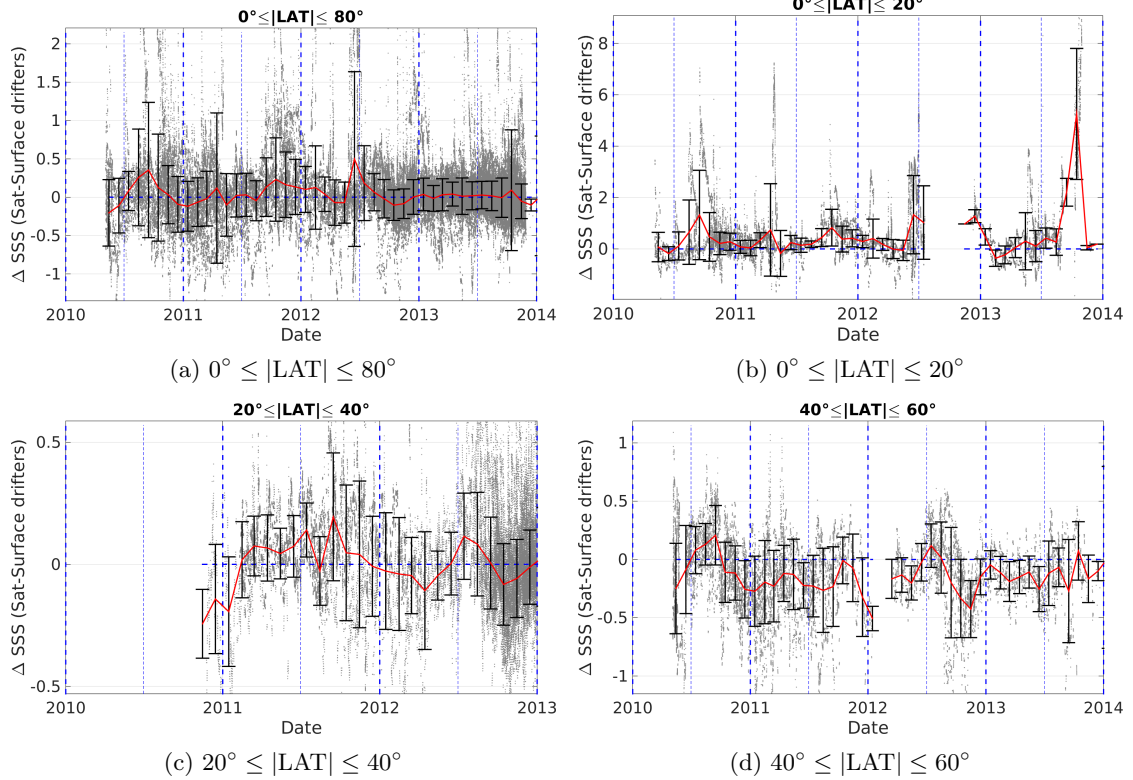 0°≤|LAT|≤ 80°
Δ SSS (Sat-Surface drifters)
2
1.5
1
0.5
0
-0.5
-1
2010
2011
2012
2013
2014
Date
(a) 0° ≤ |LAT| ≤ 80°
0°≤|LAT|≤ 20°
Δ SSS (Sat-Surface drifters)
8
6
4
2
0
2010
2011
2012
2013
2014
Date
(b) 0° ≤ |LAT| ≤ 20°
20°≤|LAT|≤ 40°
Δ SSS (Sat-Surface drifters)
0.5
0
-0.5
2010
2011
2012
2013
Date
(c) 20° ≤ |LAT| ≤ 40°
40°≤|LAT|≤ 60°
Δ SSS (Sat-Surface drifters)
1
0.5
0
-0.5
-1
2010
2011
2012
2013
2014
Date
(d) 40° ≤ |LAT| ≤ 60°